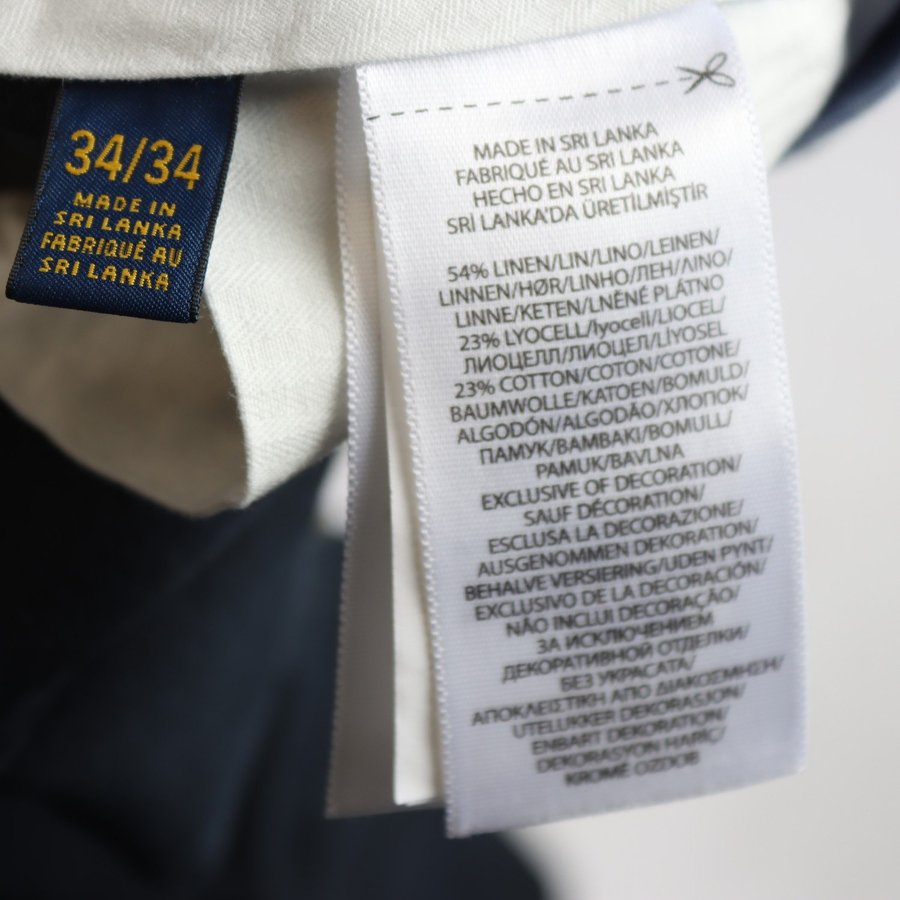 34/34
MADE IN
SRI LANKA
FABRIQUÉ AU
SRI LANKA
MADE IN SRI LANKA
FABRIQUÉ AU SRI LANKA
HECHO EN SRI LANKA
SRİ LANKA'DA ÜRETİLMİŞTİR
54% LINEN/LIN/LINO/LEINEN/
LINNEN/HØR/LINHO/ЛЕН/ΛΙΝΟ/
LINNE/KETEN/LNĚNÉ PLÁTNO
23% LYOCELL/lyocell/LIOCEL/
ЛИОЦЕЛЛ/ЛИОЦЕЛ/LİYOSEL
23% COTTON/COTON/COTONE/
BAUMWOLLE/KATOEN/BOMULD/
ALGODÓN/ALGODÃO/ХЛОПОК/
ПАМУК/ΒΑΜΒΑΚΙ/BOMULL/
PAMUK/BAVLNA
EXCLUSIVE OF DECORATION/
SAUF DÉCORATION/
ESCLUSA LA DECORAZIONE/
AUSGENOMMEN DEKORATION/
BEHALVE VERSIERING/UDEN PYNT/
EXCLUSIVO DE LA DECORACIÓN/
NÃO INCLUI DECORAÇÃO/
ЗА ИСКЛЮЧЕНИЕМ
ДЕКОРАТИВНОЙ ОТДЕЛКИ/
БЕЗ УКРАСАТА/
ΑΠΟΚΛΕΙΣΤΙΚΗ ΑΠΟ ΔΙΑΚΟΣΜΗΣΗ/
UTELUKKER DEKORASJON/
ENBART DEKORATION/
DEKORASYON HARİÇ/
KROMĚ OZDOB